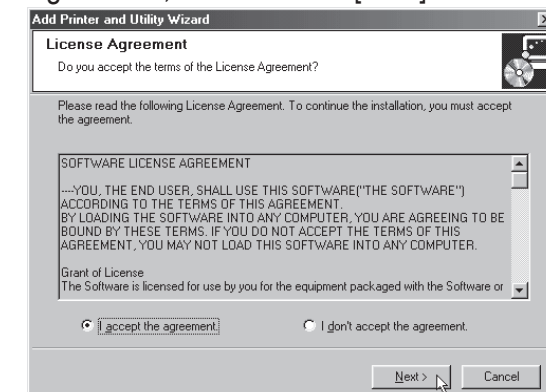 Add Printer and Utility Wizard
License Agreement
Do you accept the terms of the License Agreement?
Please read the following License Agreement. To continue the installation, you must accept
the agreement.
SOFTWARE LICENSE AGREEMENT
----YOU, THE END USER, SHALL USE THIS SOFTWARE("THE SOFTWARE")
ACCORDING TO THE TERMS OF THIS AGREEMENT.
BY LOADING THE SOFTWARE INTO ANY COMPUTER, YOU ARE AGREEING TO BE
BOUND BY THESE TERMS. IF YOU DO NOT ACCEPT THE TERMS OF THIS
AGREEMENT, YOU MAY NOT LOAD THIS SOFTWARE INTO ANY COMPUTER.
Grant of License
The Software is licensed for use by you for the equipment packaged with the Software or
I accept the agreement. I don't accept the agreement.
Next > Cancel